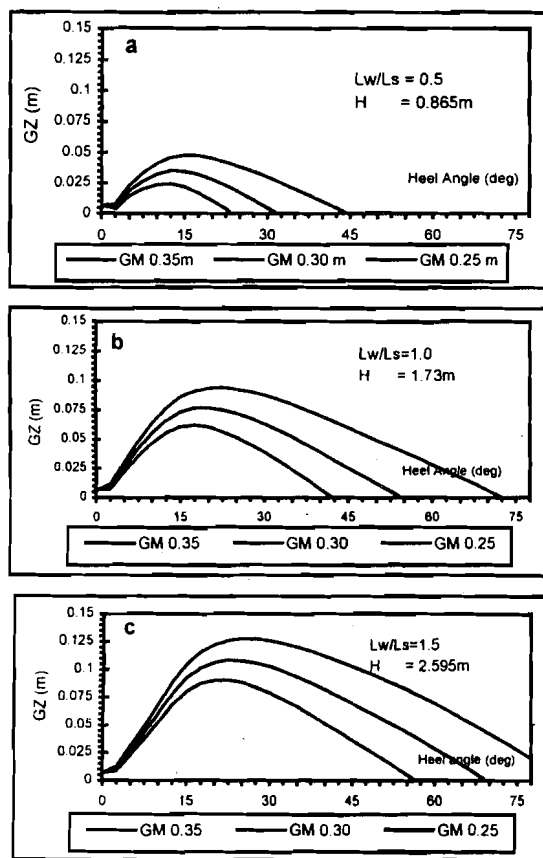 a
0.15
0.125
0.1
0.075
0.05
0.025
0
GZ (m)
Lw/Ls = 0.5
H = 0.865m
Heel Angle (deg)
0 15 30 45 60 75
GM 0.35m GM 0.30 m GM 0.25 m
b
0.15
0.125
0.1
0.075
0.05
0.025
0
GZ (m)
Lw/Ls=1.0
H = 1.73m
Heel Angle (deg)
0 15 30 45 60 75
GM 0.35 GM 0.30 GM 0.25
c
0.15
0.125
0.1
0.075
0.05
0.025
0
GZ (m)
Lw/Ls=1.5
H = 2.595m
Heel angle (deg)
0 15 30 45 60 75
GM 0.35 GM 0.30 GM 0.25